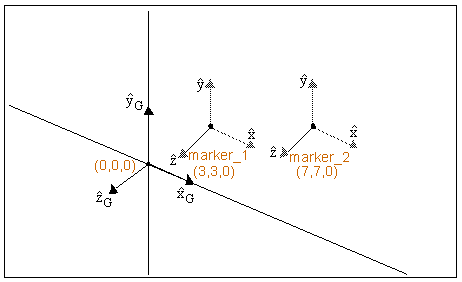 ŷ ŷ
ŷG
x̂ x̂
ẑ marker_1 ẑ marker_2
(0,0,0) (3,3,0) (7,7,0)
ẑG x̂G